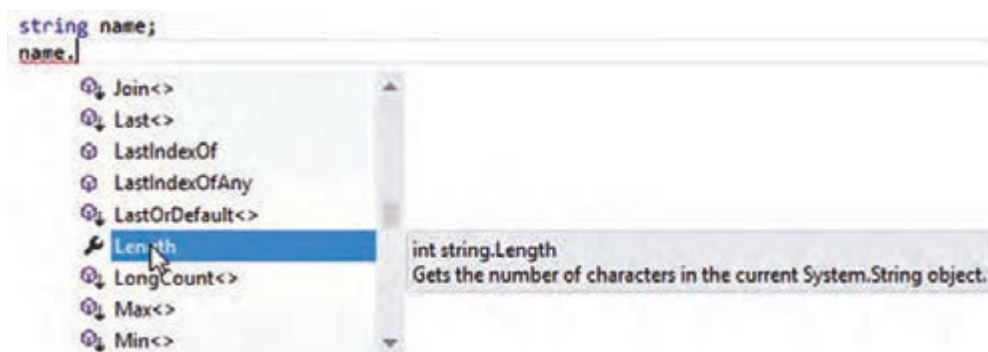 string name;
name.
Join<>
Last<>
LastIndexOf
LastIndexOfAny
LastOrDefault<>
Length
int string.Length
Gets the number of characters in the current System.String object.
LongCount<>
Max<>
Min<>